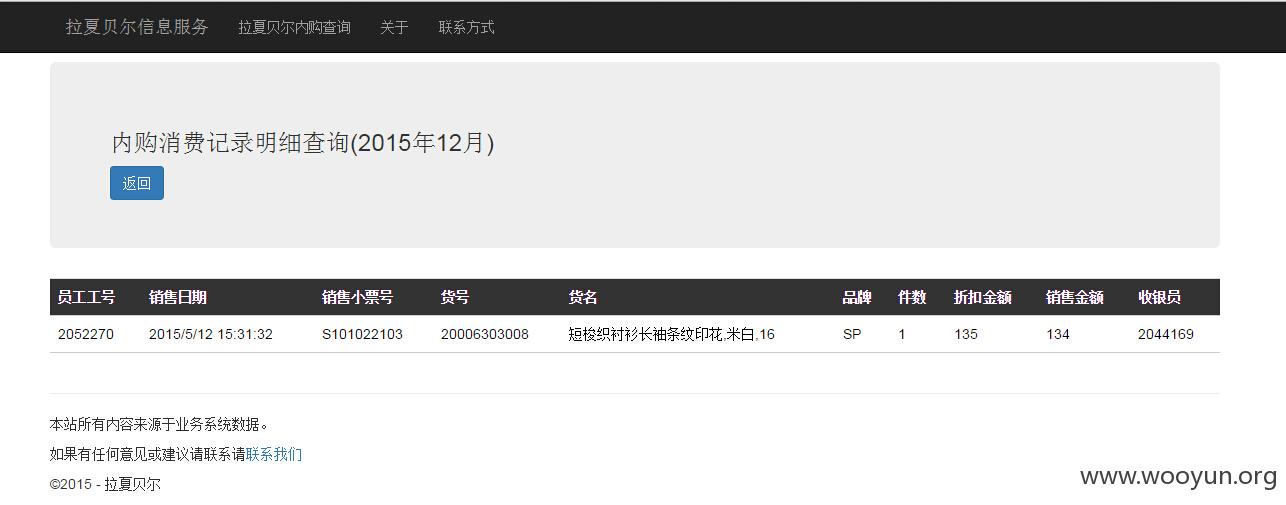 拉夏贝尔信息服务 拉夏贝尔内购查询 关于 联系方式
内购消费记录明细查询(2015年12月)
返回
员工工号 销售日期 销售小票号 货号 货名 品牌 件数 折扣金额 销售金额 收银员
2052270 2015/5/12 15:31:32 S101022103 20006303008 短梭织衬衫长袖条纹印花,米白,16 SP 1 135 134 2044169
本站所有内容来源于业务系统数据。
如果有任何意见或建议请联系请联系我们
©2015 - 拉夏贝尔
www.wooyun.org